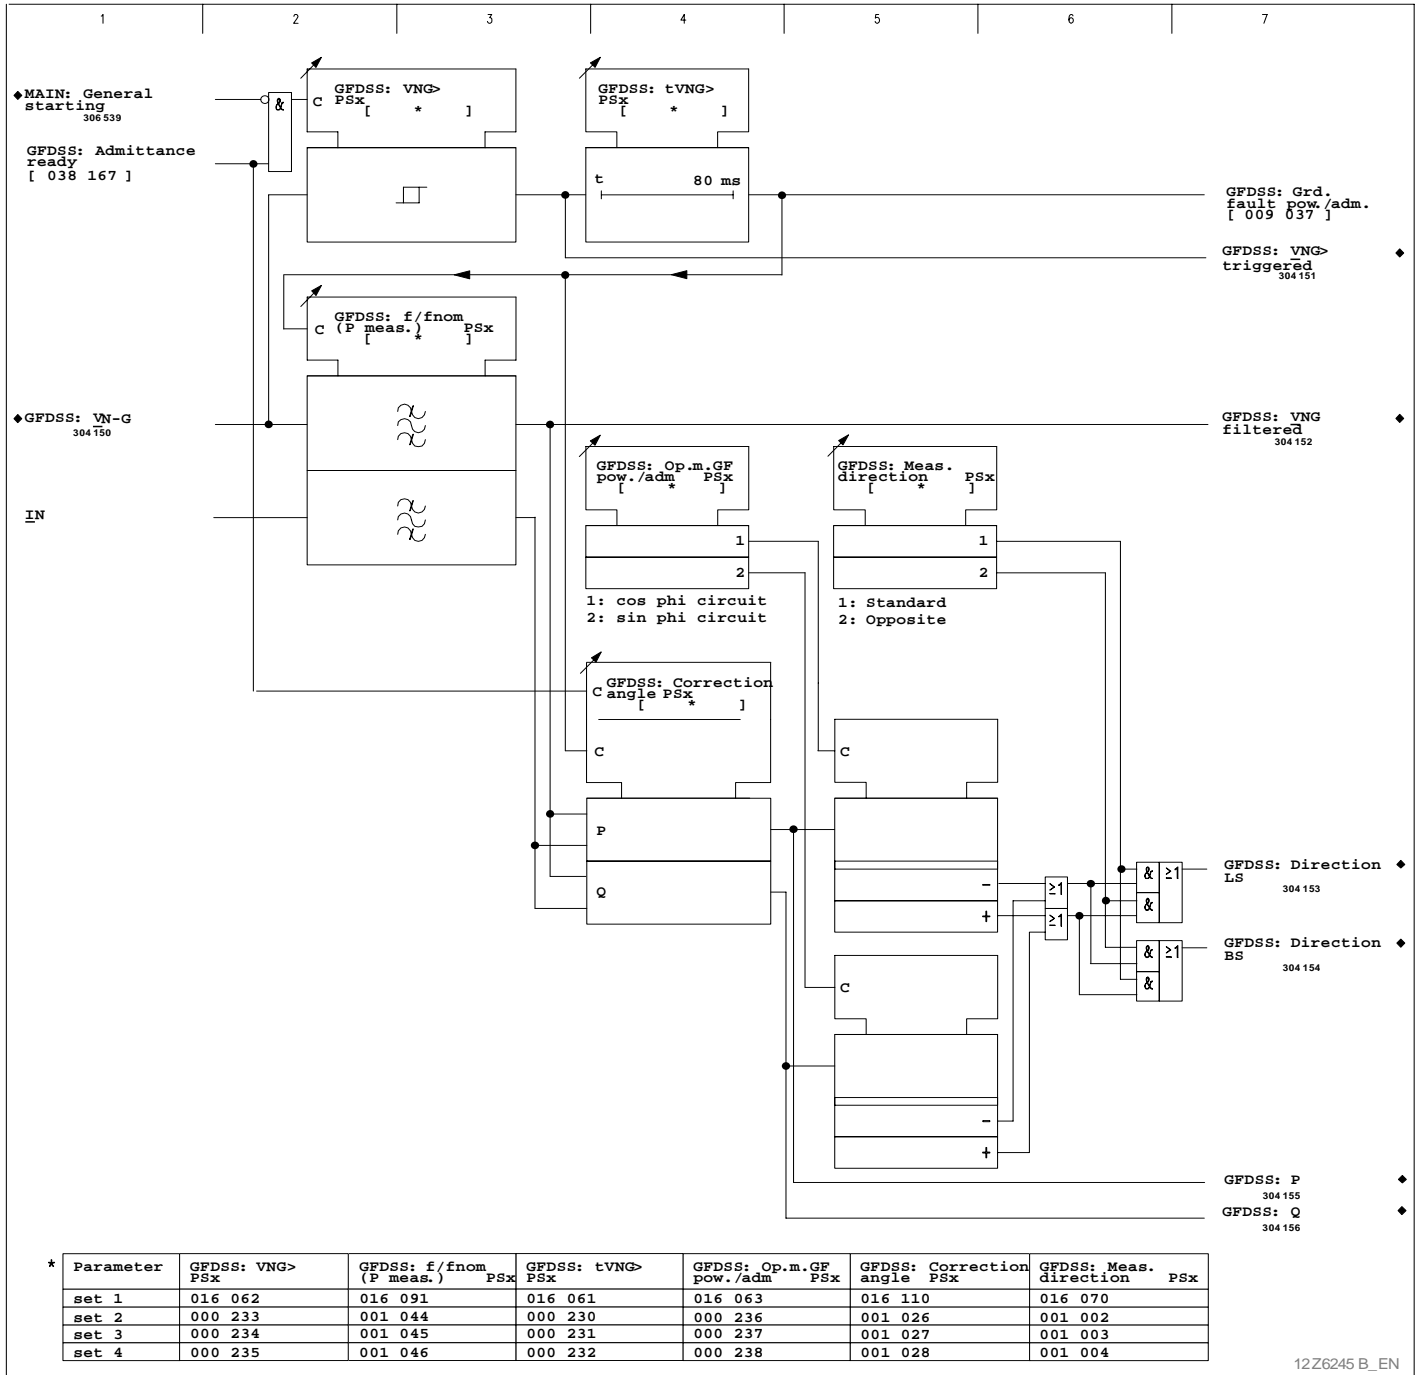 1 2 3 4 5 6 7
◆MAIN: General
starting
306 539
GFDSS: Admittance
ready
[ 038 167 ]
&
C
GFDSS: VNG>
PSx
[ * ]
GFDSS: tVNG>
PSx
[ * ]
t 80 ms
GFDSS: Grd.
fault pow./adm.
[ 009 037 ]
GFDSS: VNG> ◆
triggered
304 151
C
GFDSS: f/fnom
(P meas.) PSx
[ * ]
◆GFDSS: VN-G
304 150
GFDSS: VNG ◆
filtered
304 152
IN
GFDSS: Op.m.GF
pow./adm PSx
[ * ]
1
2
1: cos phi circuit
2: sin phi circuit
GFDSS: Meas.
direction PSx
[ * ]
1
2
1: Standard
2: Opposite
C GFDSS: Correction
angle PSx
[ * ]
C
P
Q
C
-
+
≥1
≥1
& ≥1
&
GFDSS: Direction ◆
LS
304 153
& ≥1
&
GFDSS: Direction ◆
BS
304 154
C
-
+
GFDSS: P ◆
304 155
GFDSS: Q ◆
304 156
* Parameter GFDSS: VNG> PSx GFDSS: f/fnom (P meas.) PSx GFDSS: tVNG> PSx GFDSS: Op.m.GF pow./adm PSx GFDSS: Correction angle PSx GFDSS: Meas. direction PSx
set 1 016 062 016 091 016 061 016 063 016 110 016 070
set 2 000 233 001 044 000 230 000 236 001 026 001 002
set 3 000 234 001 045 000 231 000 237 001 027 001 003
set 4 000 235 001 046 000 232 000 238 001 028 001 004
12Z6245 B_EN